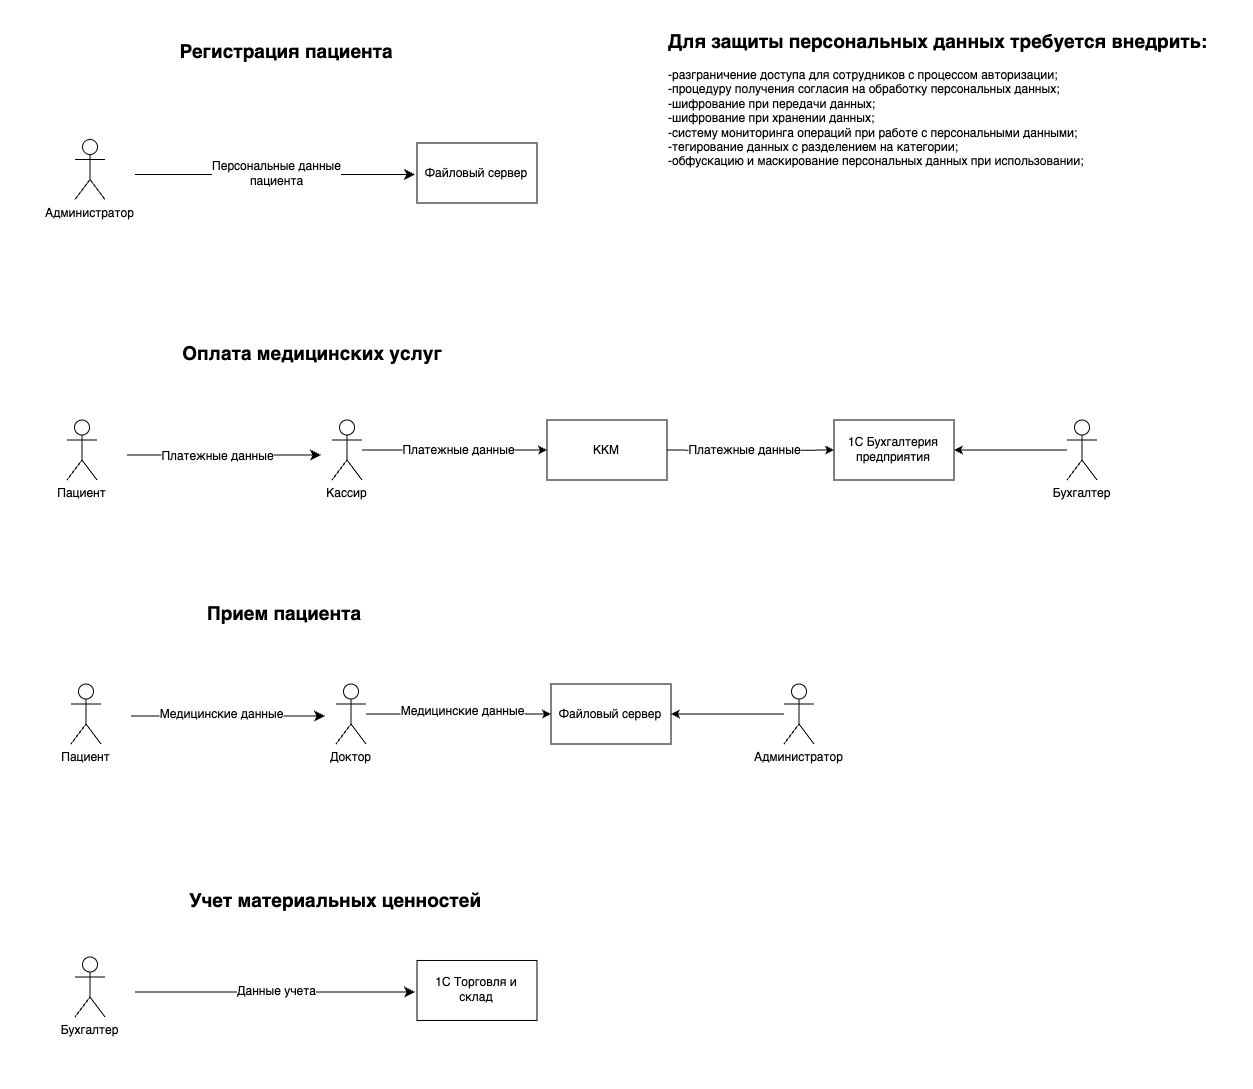 Регистрация пациента
Для защиты персональных данных требуется внедрить:
-разграничение доступа для сотрудников с процессом авторизации;
-процедуру получения согласия на обработку персональных данных;
-шифрование при передачи данных;
-шифрование при хранении данных;
-систему мониторинга операций при работе с персональными данными;
-тегирование данных с разделением на категории;
-обфускацию и маскирование персональных данных при использовании;
Персональные данные
пациента
Файловый сервер
Администратор
Оплата медицинских услуг
Платежные данные
Платежные данные
ККМ
Платежные данные
1С Бухгалтерия
предприятия
Пациент
Кассир
Бухгалтер
Прием пациента
Медицинские данные
Медицинские данные
Файловый сервер
Пациент
Доктор
Администратор
Учет материальных ценностей
Данные учета
1С Торговля и
склад
Бухгалтер